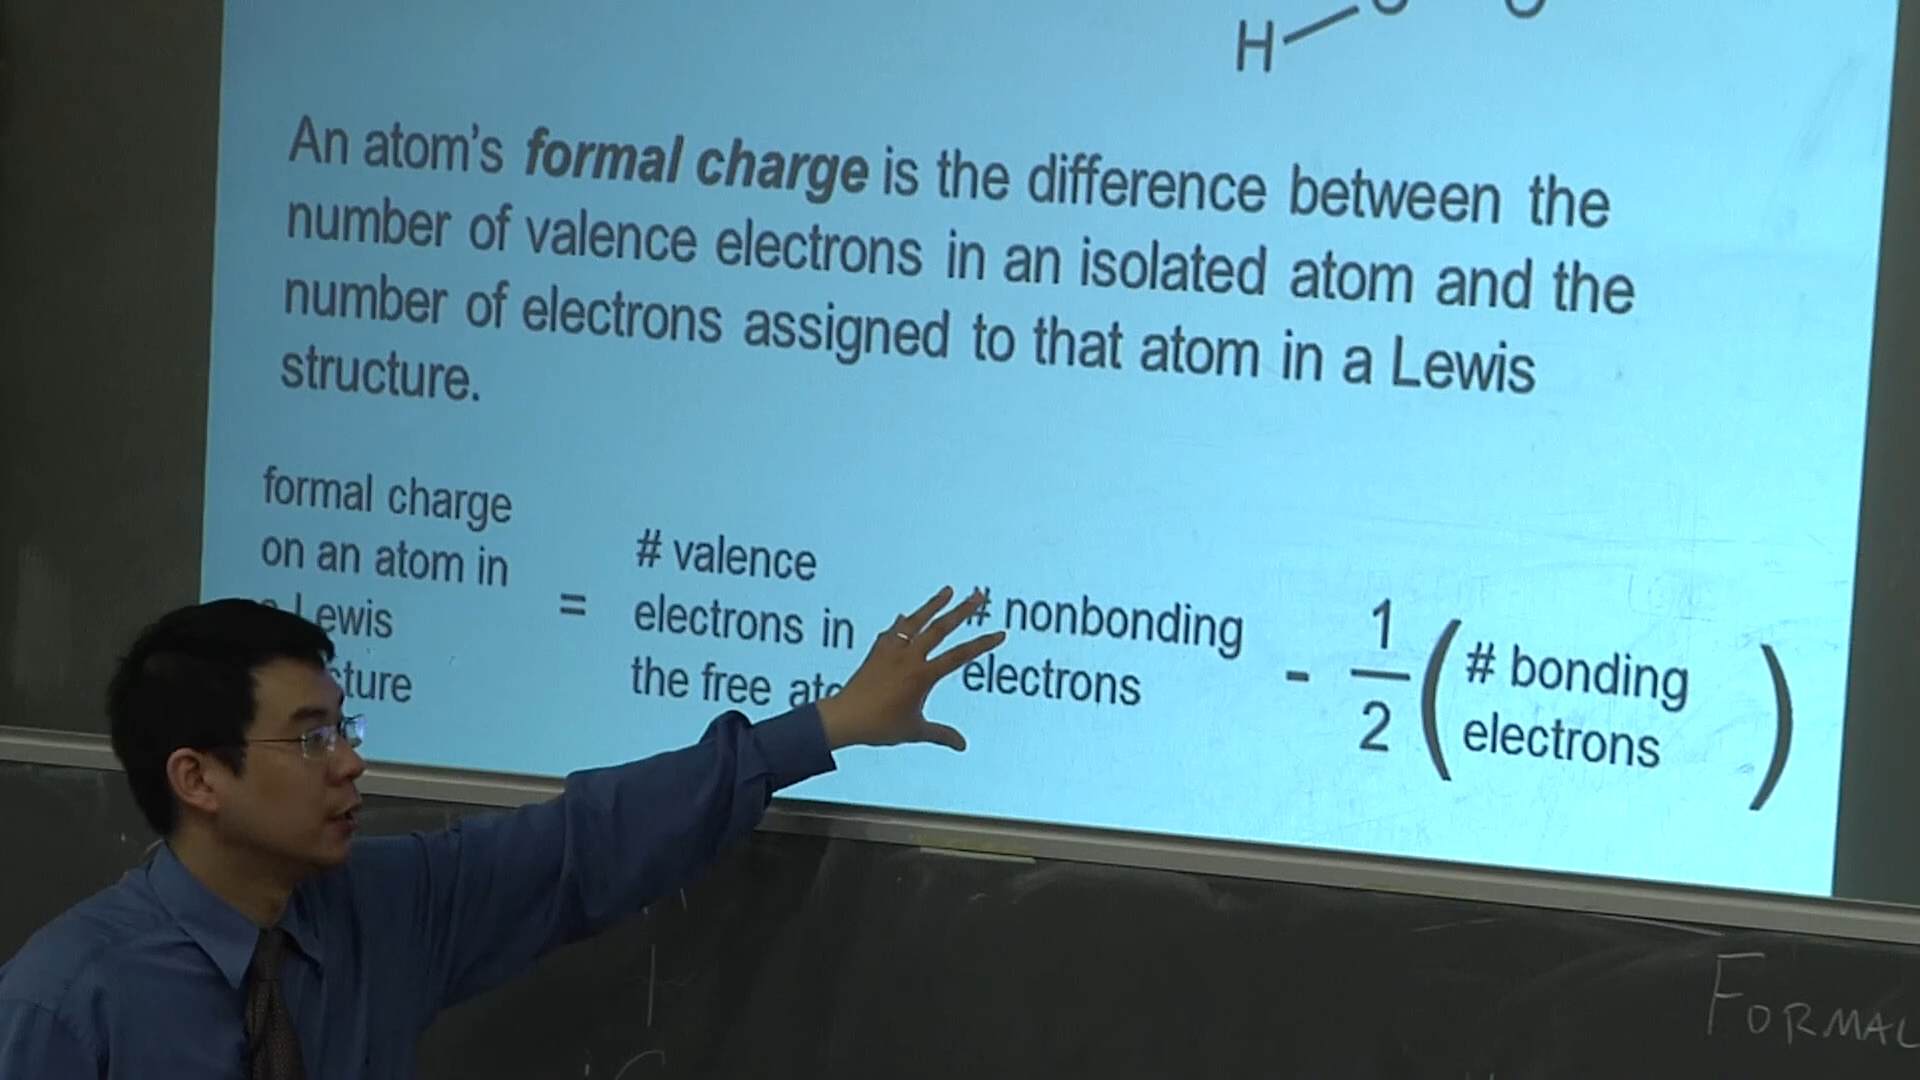 H
An atom's formal charge is the difference between the
number of valence electrons in an isolated atom and the
number of electrons assigned to that atom in a Lewis
structure.
formal charge
on an atom in
Lewis
= # valence
electrons in
the free
# nonbonding
electrons
- 1
2
( # bonding
electrons )
FORMAL